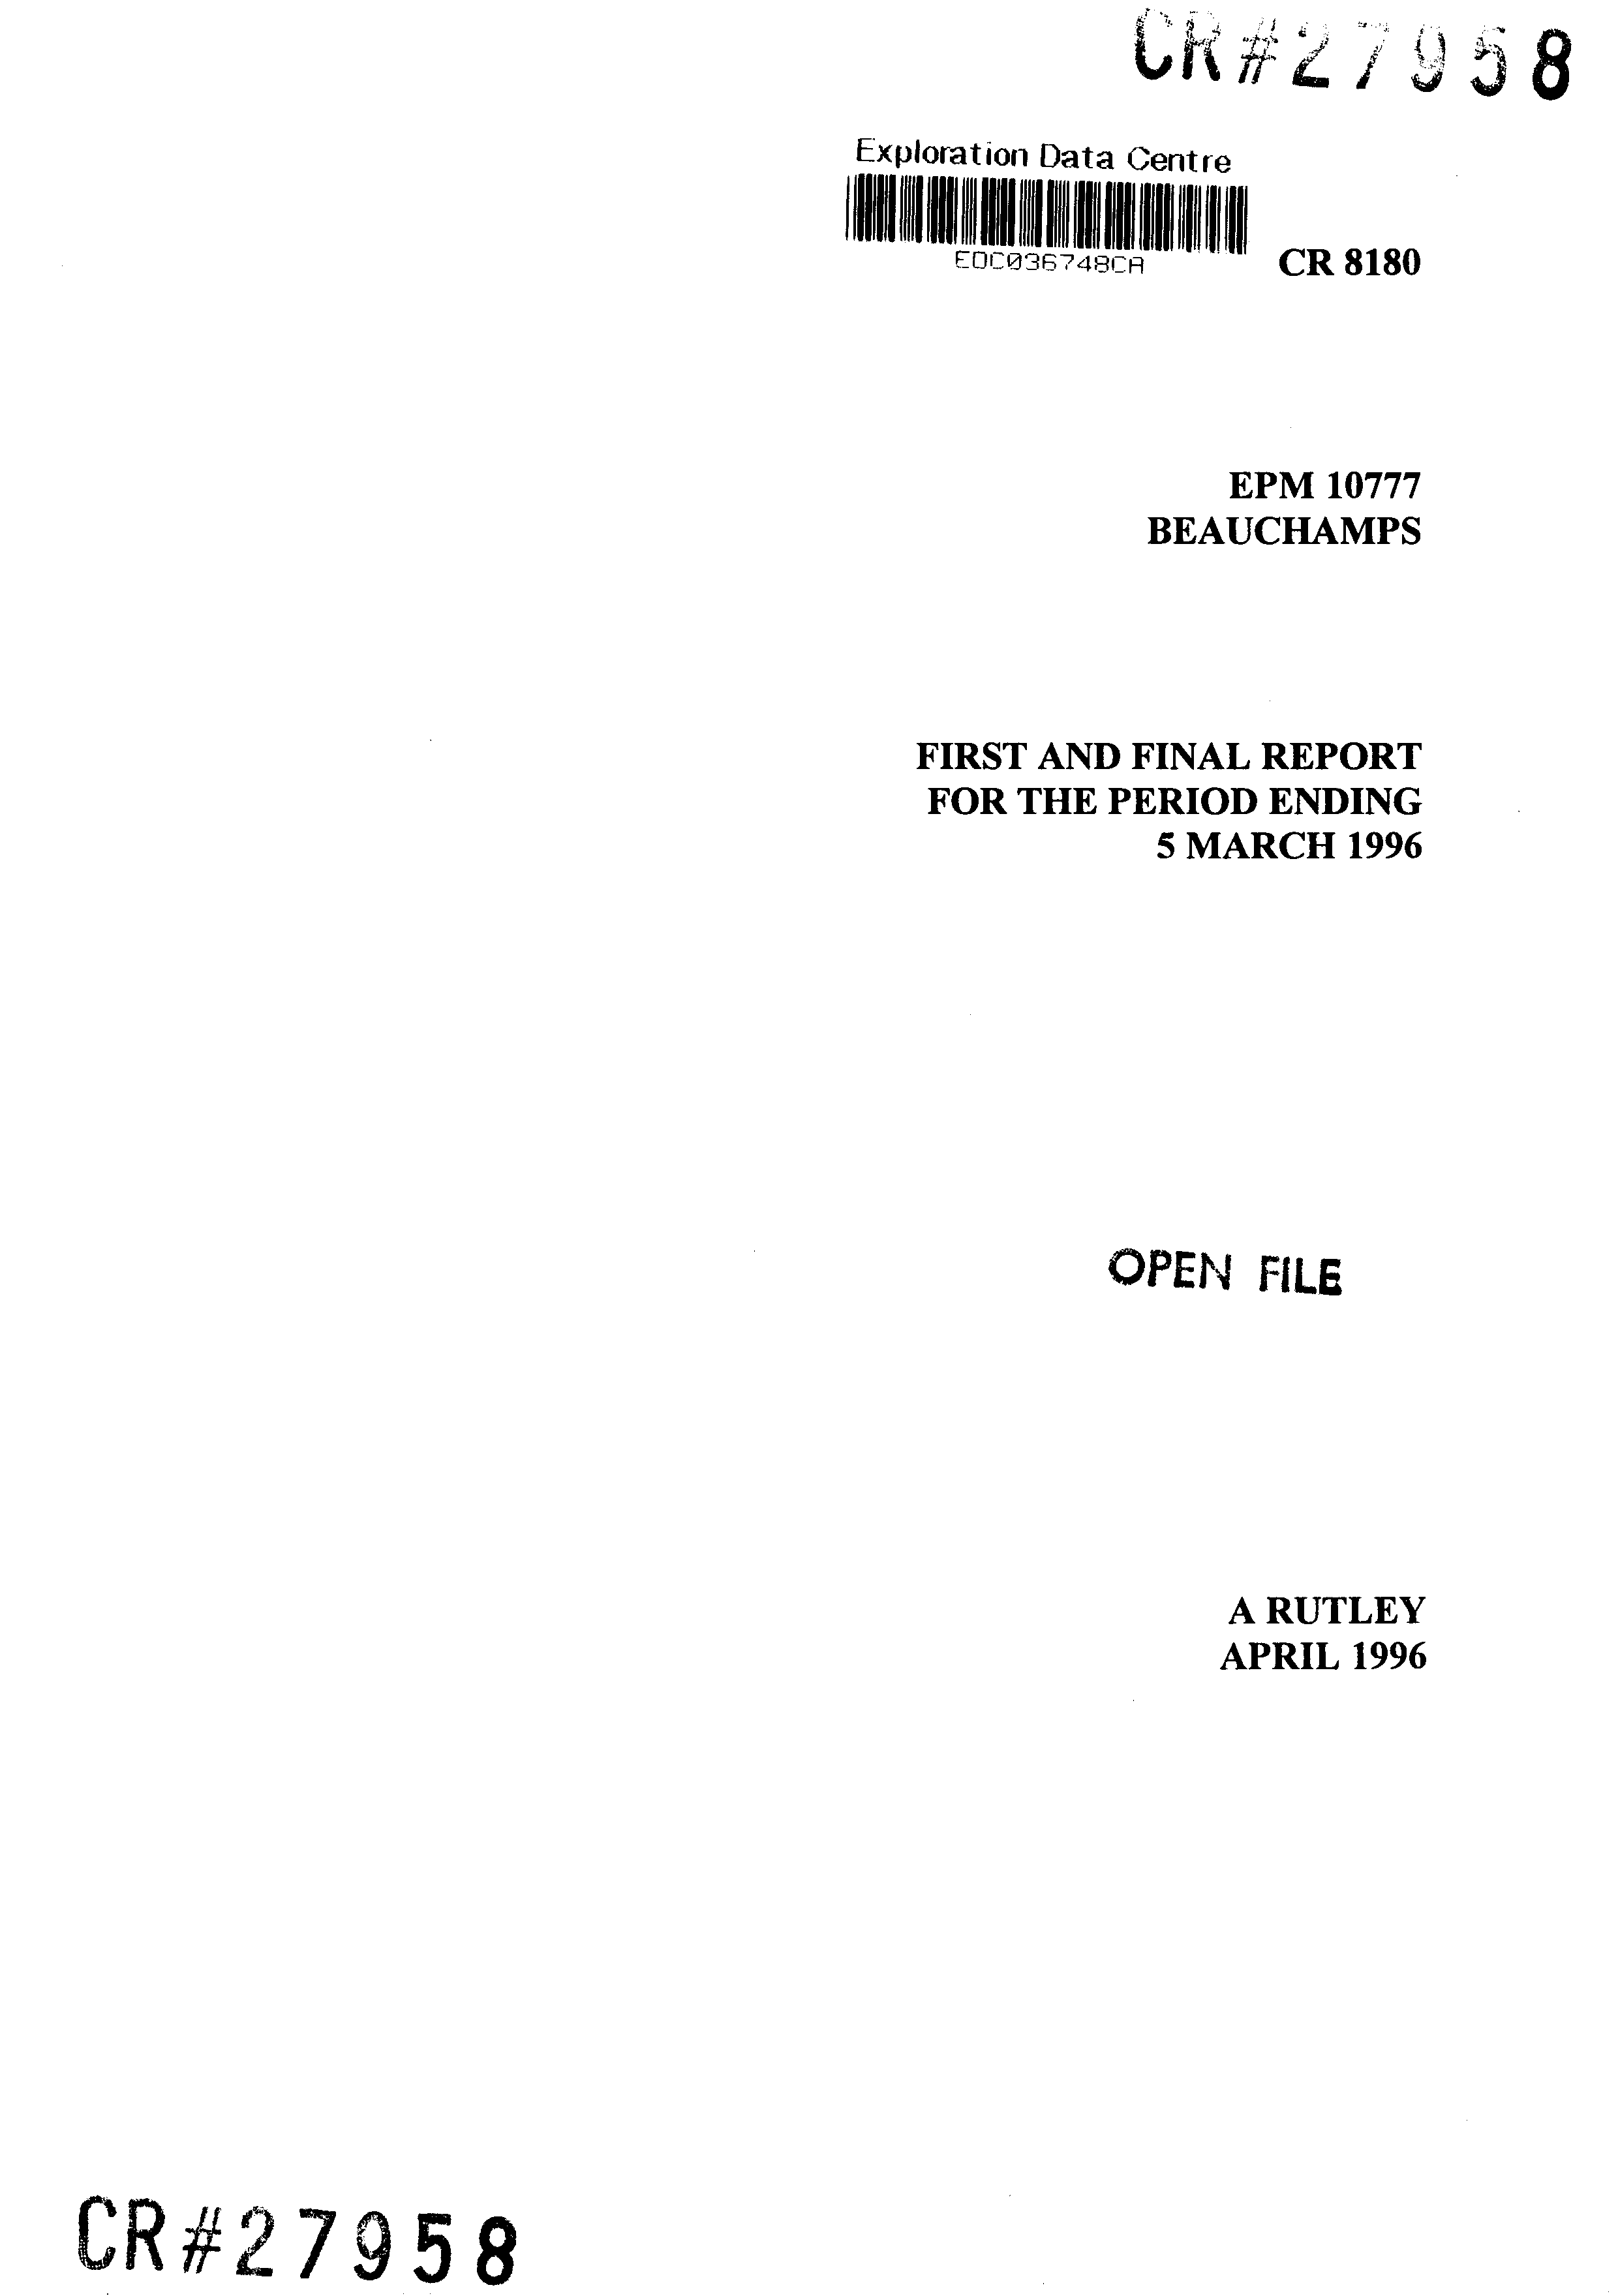 CR#27958
Exploration Data Centre
EDC036748CA
CR 8180
EPM 10777
BEAUCHAMPS
FIRST AND FINAL REPORT
FOR THE PERIOD ENDING
5 MARCH 1996
OPEN FILE
A RUTLEY
APRIL 1996
CR#27958